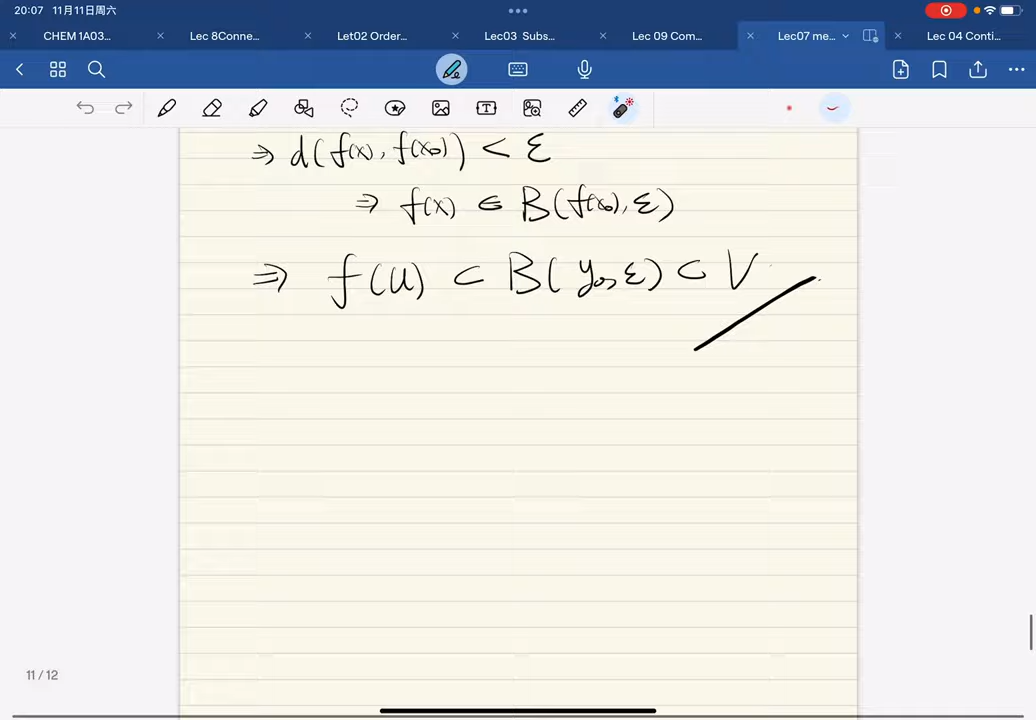 20:07 11月11日周六
CHEM 1A03... Lec 8Conne... Let02 Order... Lec03 Subs... Lec 09 Com... Lec07 me... Lec 04 Conti...
⇒ d(f(x), f(x₀)) < ε
⇒ f(x) ∈ B(f(x₀), ε)
⇒ f(U) ⊂ B(y₀, ε) ⊂ V
11 / 12